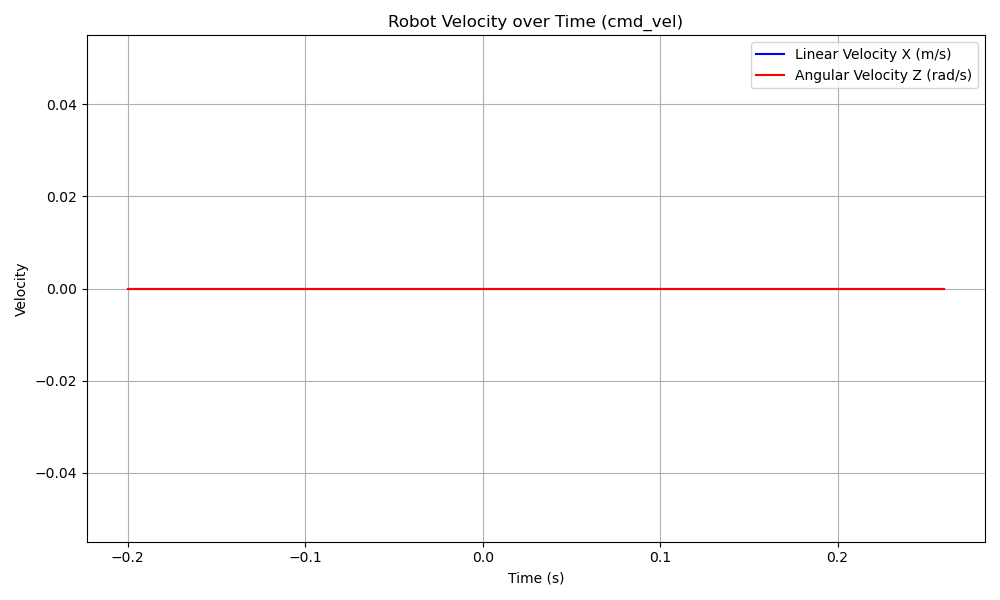 Robot Velocity over Time (cmd_vel)
Linear Velocity X (m/s)
Angular Velocity Z (rad/s)
Velocity
0.04
0.02
0.00
−0.02
−0.04
−0.2
−0.1
0.0
0.1
0.2
Time (s)